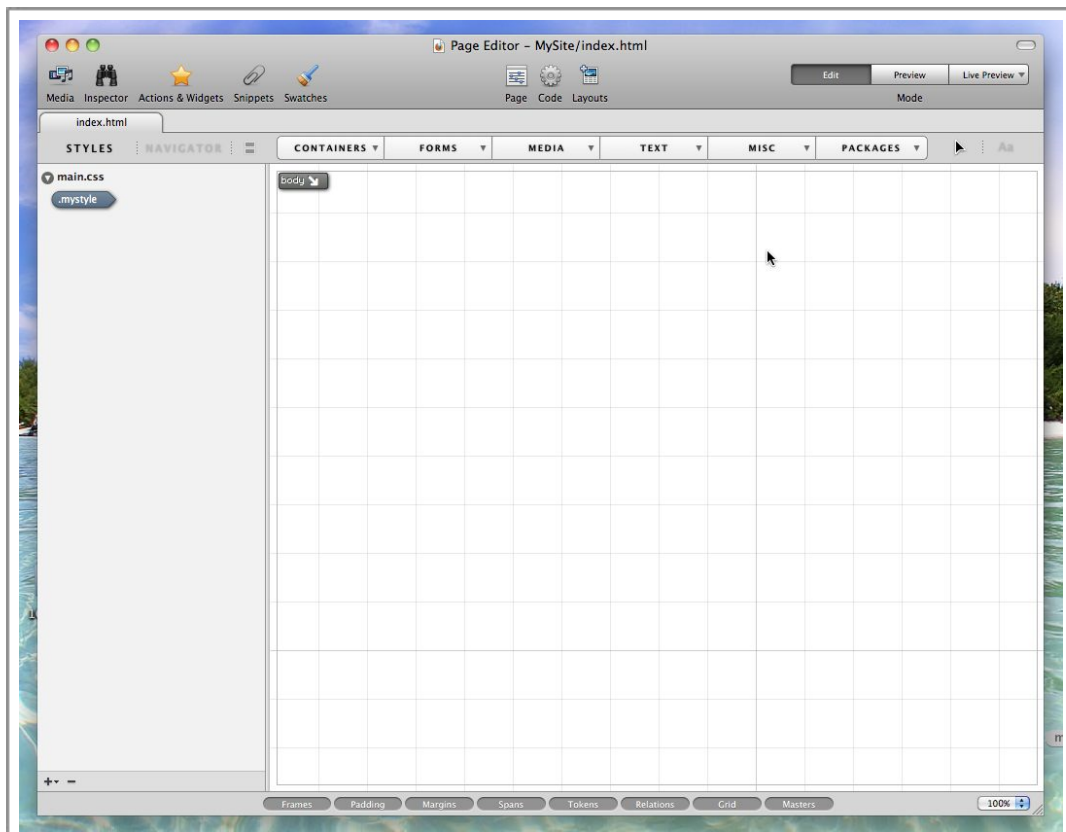 Page Editor – MySite/index.html
Media Inspector Actions & Widgets Snippets Swatches Page Code Layouts Edit Preview Live Preview
Mode
index.html
STYLES NAVIGATOR CONTAINERS FORMS MEDIA TEXT MISC PACKAGES Aa
main.css
.mystyle
body
Frames Padding Margins Spans Tokens Relations Grid Masters 100%